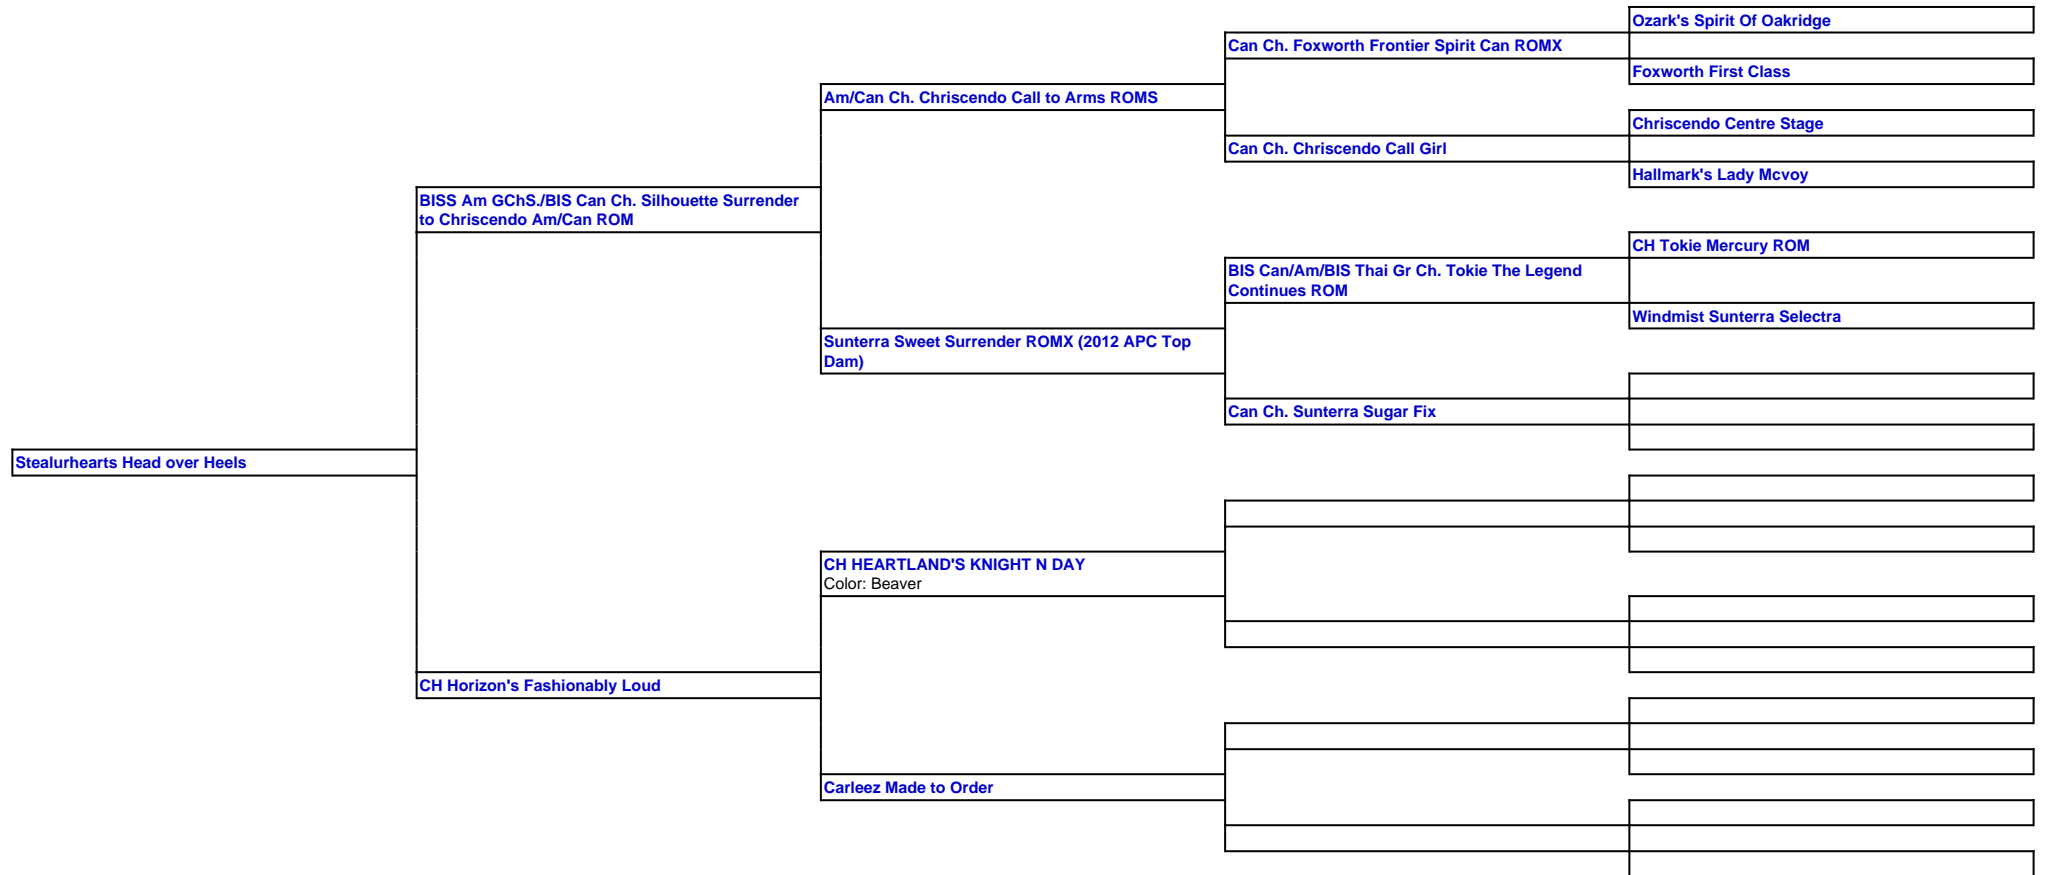 Ozark's Spirit Of Oakridge
Can Ch. Foxworth Frontier Spirit Can ROMX
Foxworth First Class
Am/Can Ch. Chriscendo Call to Arms ROMS
Chriscendo Centre Stage
Can Ch. Chriscendo Call Girl
Hallmark's Lady Mcvoy
BISS Am GChS./BIS Can Ch. Silhouette Surrender
to Chriscendo Am/Can ROM
CH Tokie Mercury ROM
BIS Can/Am/BIS Thai Gr Ch. Tokie The Legend
Continues ROM
Windmist Sunterra Selectra
Sunterra Sweet Surrender ROMX (2012 APC Top
Dam)
Can Ch. Sunterra Sugar Fix
Stealurhearts Head over Heels
CH HEARTLAND'S KNIGHT N DAY
Color: Beaver
CH Horizon's Fashionably Loud
Carleez Made to Order